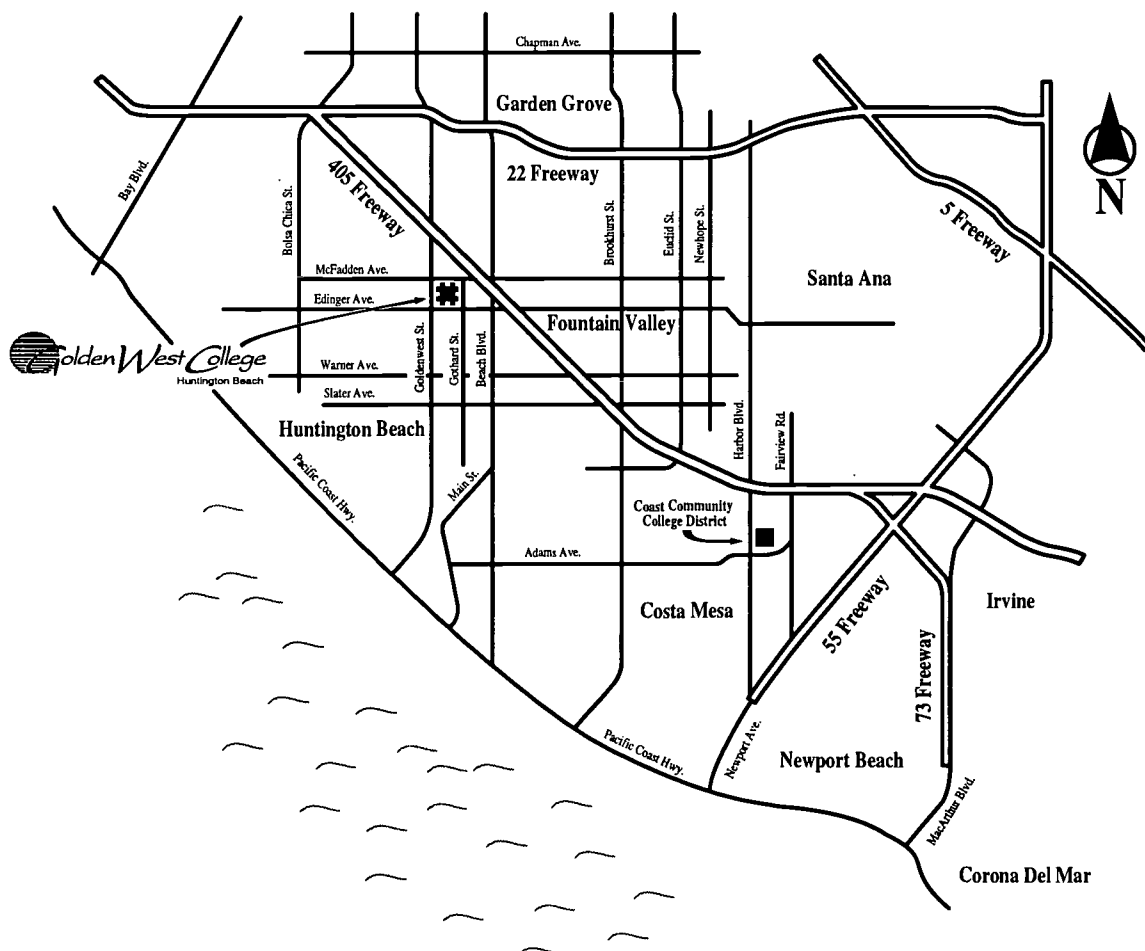 Chapman Ave.
Garden Grove
22 Freeway
405 Freeway
Bay Blvd.
Bolsa Chica St.
Brookhurst St.
Euclid St.
Newhope St.
5 Freeway
N
McFadden Ave.
Santa Ana
Edinger Ave.
Fountain Valley
Golden West College
Huntington Beach
Goldenwest St.
Gothard St.
Beach Blvd.
Warner Ave.
Slater Ave.
Huntington Beach
Harbor Blvd.
Fairview Rd.
Main St.
Pacific Coast Hwy.
Coast Community
College District
Adams Ave.
Costa Mesa
Irvine
55 Freeway
73 Freeway
Pacific Coast Hwy.
Newport Ave.
Newport Beach
MacArthur Blvd.
Corona Del Mar